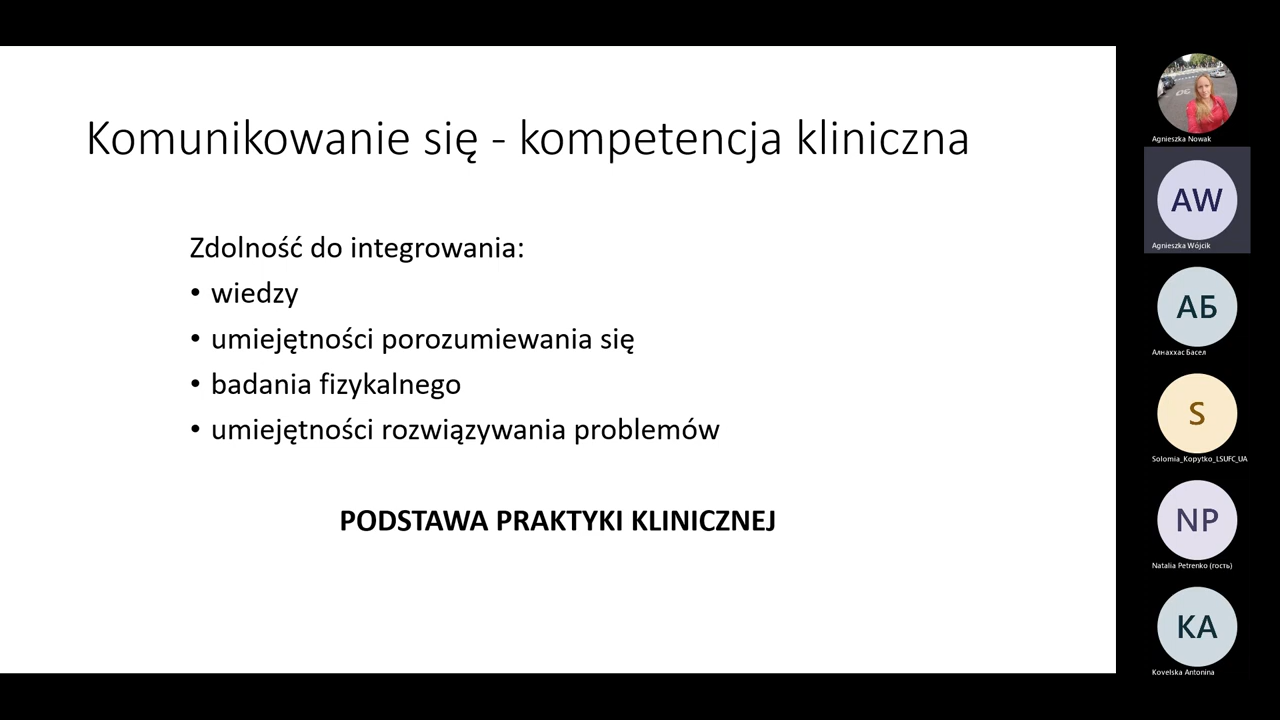 Komunikowanie się - kompetencja kliniczna
Zdolność do integrowania:
• wiedzy
• umiejętności porozumiewania się
• badania fizykalnego
• umiejętności rozwiązywania problemów
PODSTAWA PRAKTYKI KLINICZNEJ
Agnieszka Nowak
AW
Agnieszka Wójcik
АБ
Алнаххас Басел
S
Solomia_Kopytko_LSUFC_UA
NP
Natalia Petrenko (гость)
KA
Kovelska Antonina